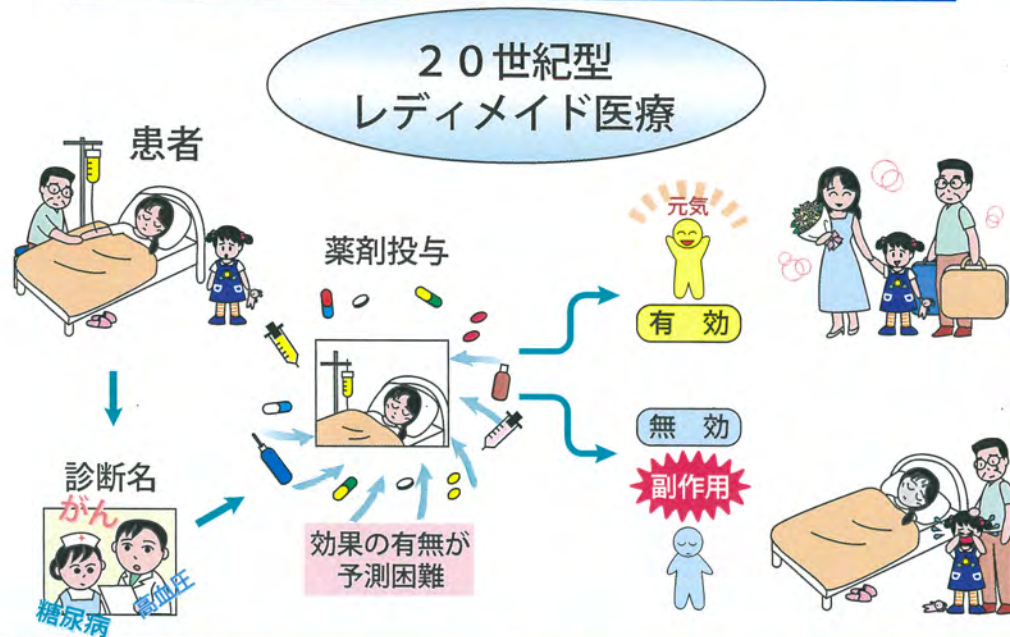 ２０世紀型
レディメイド医療
患者
薬剤投与
元気
有 効
無 効
副作用
診断名
がん
糖尿病
高血圧
効果の有無が
予測困難